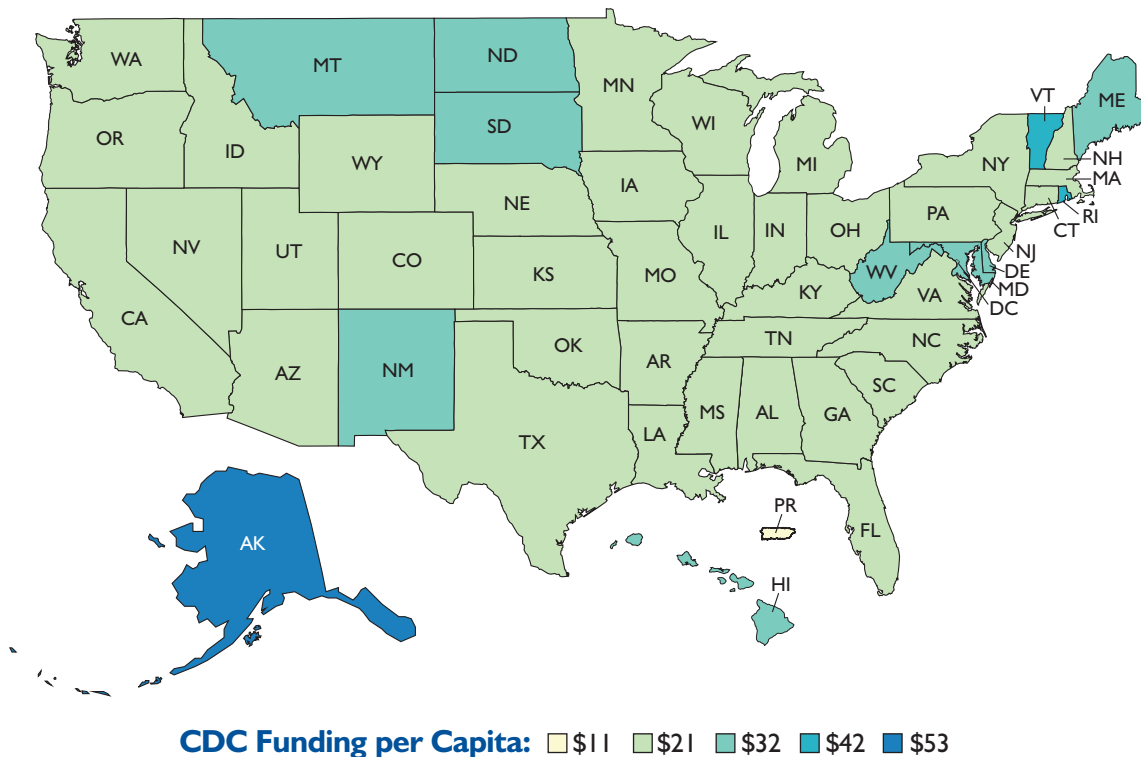 WA
MT
ND
MN
VT
ME
OR
ID
SD
WI
WY
MI
NY
NH
MA
NE
IA
PA
RI
CT
NV
UT
CO
IL
IN
OH
NJ
KS
MO
WV
DE
MD
DC
CA
KY
VA
TN
NC
AZ
NM
OK
AR
SC
MS
AL
GA
TX
LA
PR
FL
AK
HI
CDC Funding per Capita: $11 $21 $32 $42 $53